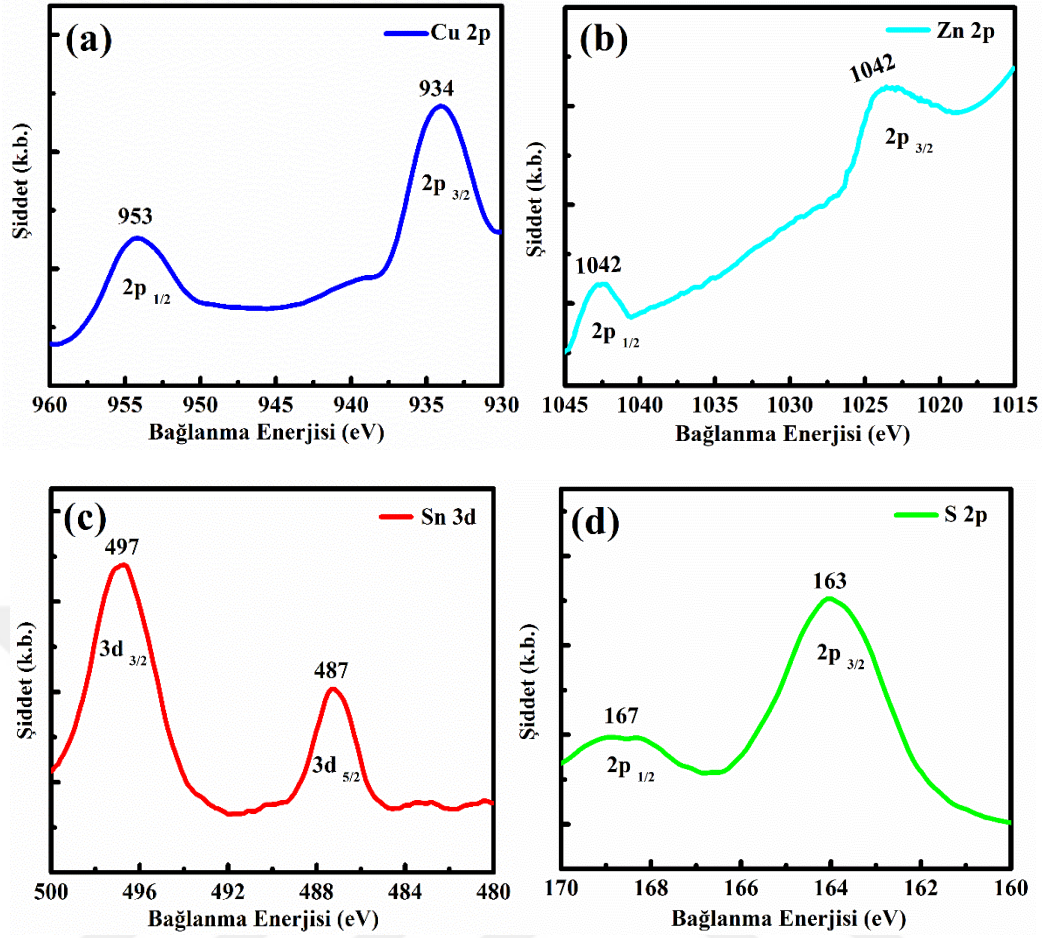 (a)
Cu 2p
934
2p 3/2
953
2p 1/2
Şiddet (k.b.)
960 955 950 945 940 935 930
Bağlanma Enerjisi (eV)
(b)
Zn 2p
1042
2p 3/2
1042
2p 1/2
Şiddet (k.b.)
1045 1040 1035 1030 1025 1020 1015
Bağlanma Enerjisi (eV)
(c)
Sn 3d
497
3d 3/2
487
3d 5/2
Şiddet (k.b.)
500 496 492 488 484 480
Bağlanma Enerjisi (eV)
(d)
S 2p
163
2p 3/2
167
2p 1/2
Şiddet (k.b.)
170 168 166 164 162 160
Bağlanma Enerjisi (eV)